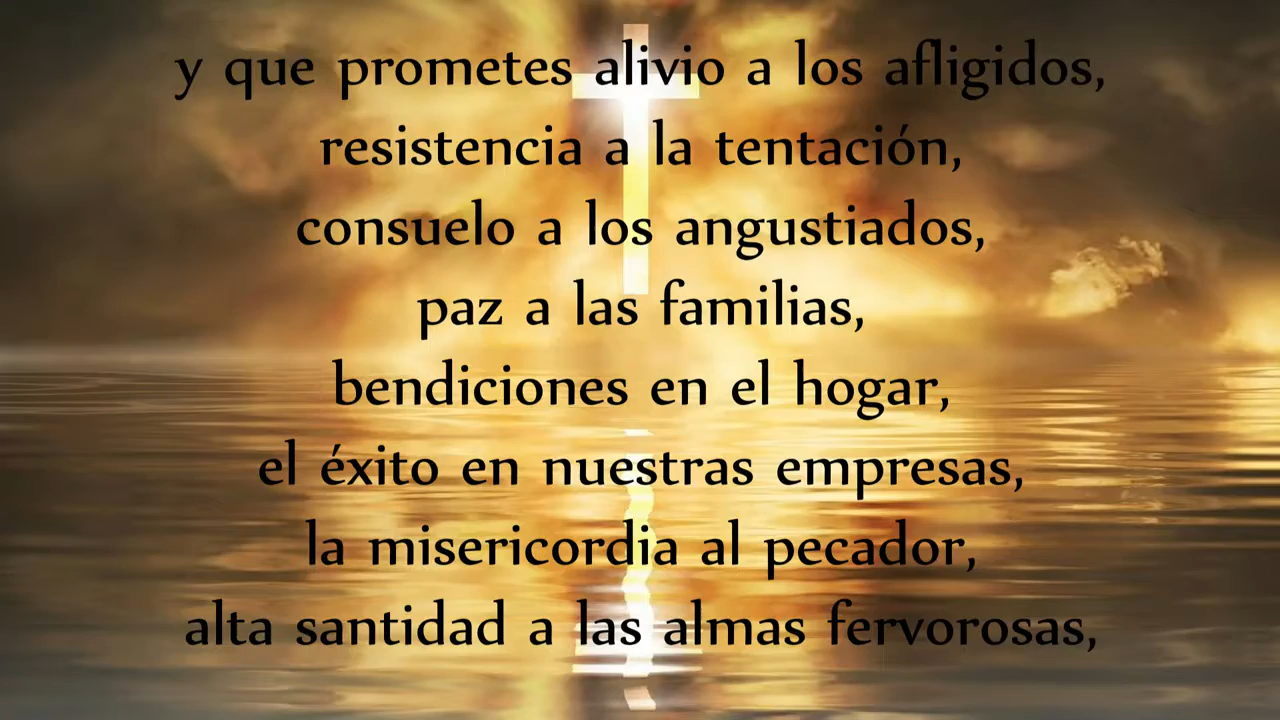 y que prometes alivio a los afligidos,
resistencia a la tentación,
consuelo a los angustiados,
paz a las familias,
bendiciones en el hogar,
el éxito en nuestras empresas,
la misericordia al pecador,
alta santidad a las almas fervorosas,